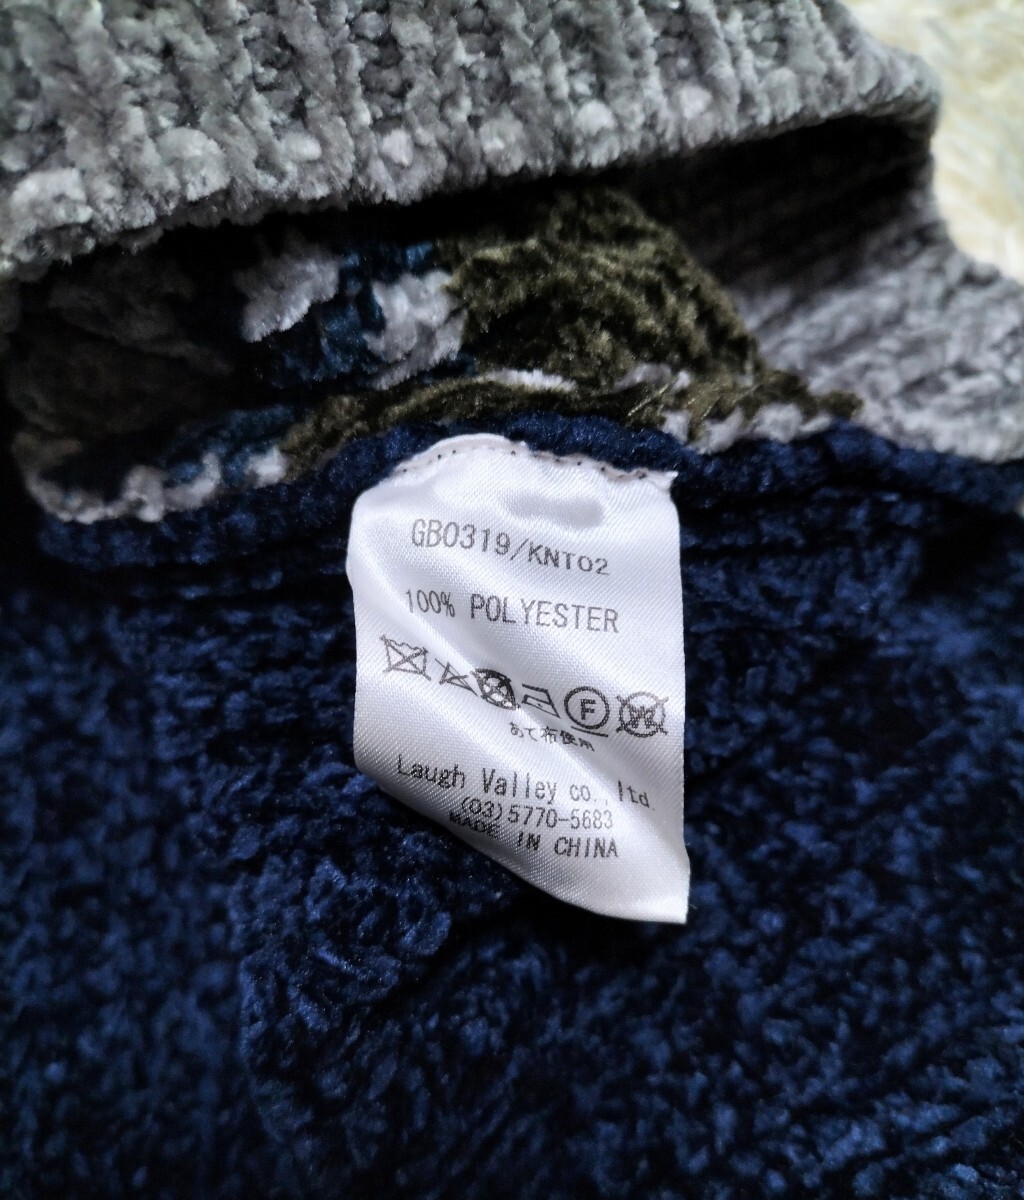 GB0319/KNT02
100% POLYESTER
F W
あて布使用
Laugh Valley co.,ltd.
(03)5770-5683
MADE IN CHINA